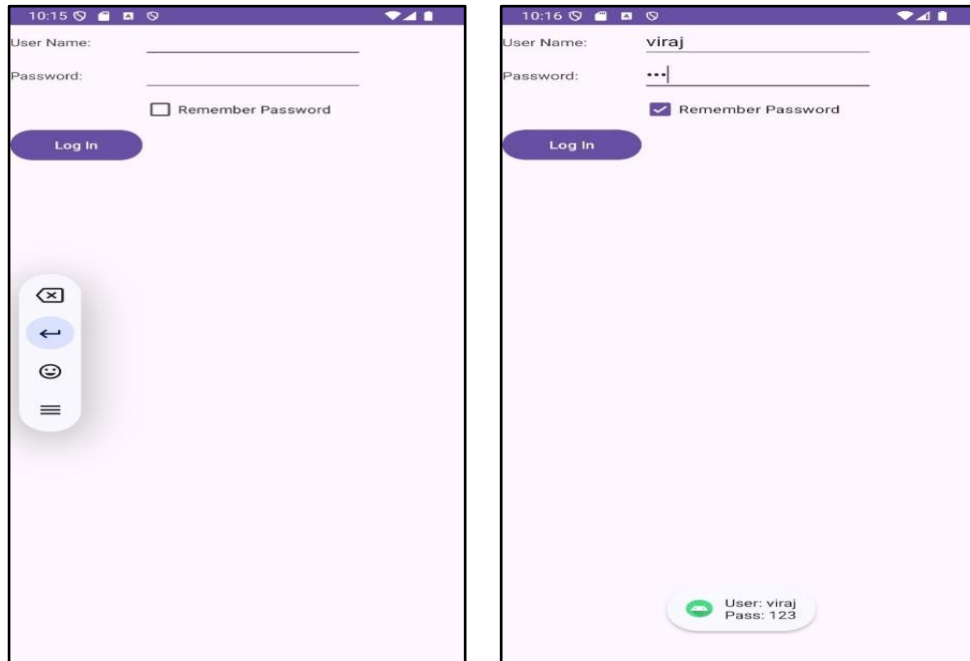 10:15
User Name:
Password:
Remember Password
Log In
10:16
User Name: viraj
Password: •••
Remember Password
Log In
User: viraj
Pass: 123